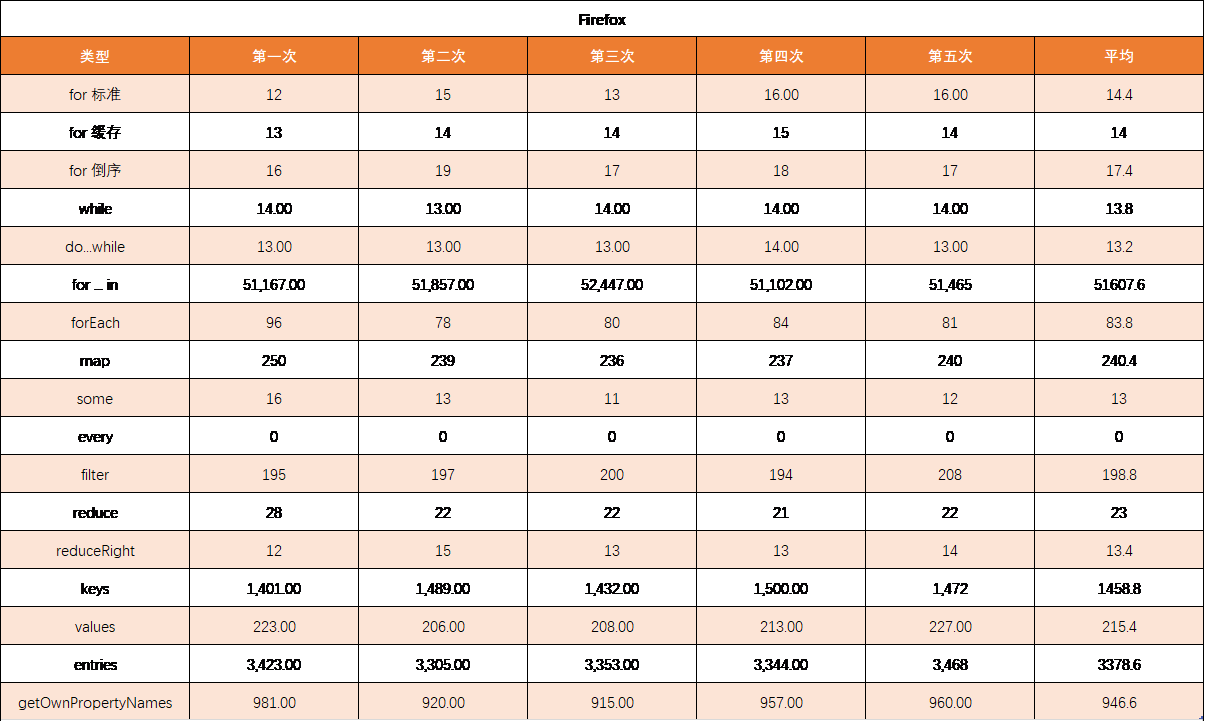 Firefox
类型 第一次 第二次 第三次 第四次 第五次 平均
for 标准 12 15 13 16.00 16.00 14.4
for 缓存 13 14 14 15 14 14
for 倒序 16 19 17 18 17 17.4
while 14.00 13.00 14.00 14.00 14.00 13.8
do...while 13.00 13.00 13.00 14.00 13.00 13.2
for ... in 51,167.00 51,857.00 52,447.00 51,102.00 51,465 51607.6
forEach 96 78 80 84 81 83.8
map 250 239 236 237 240 240.4
some 16 13 11 13 12 13
every 0 0 0 0 0 0
filter 195 197 200 194 208 198.8
reduce 28 22 22 21 22 23
reduceRight 12 15 13 13 14 13.4
keys 1,401.00 1,489.00 1,432.00 1,500.00 1,472 1458.8
values 223.00 206.00 208.00 213.00 227.00 215.4
entries 3,423.00 3,305.00 3,353.00 3,344.00 3,468 3378.6
getOwnPropertyNames 981.00 920.00 915.00 957.00 960.00 946.6